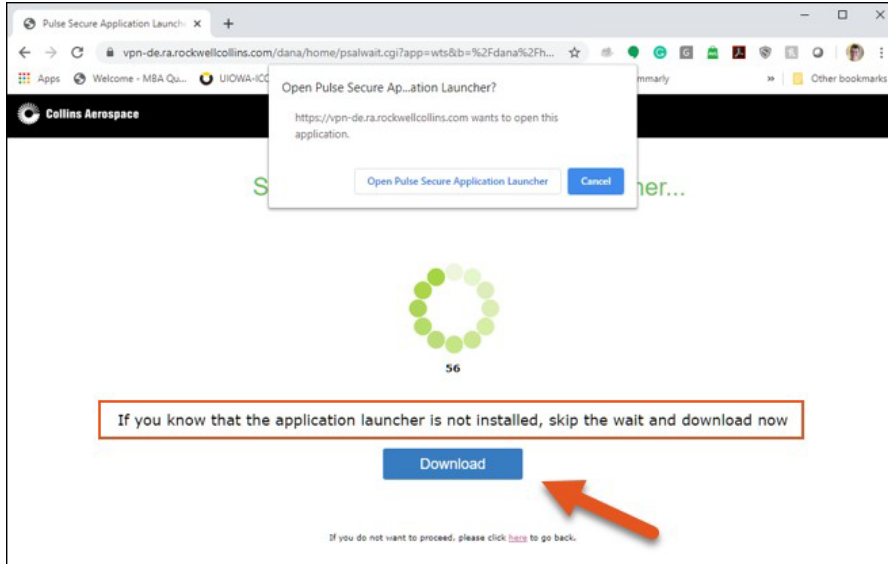 Pulse Secure Application Launch
vpn-de.ra.rockwellcollins.com/dana/home/psalwait.cgi?app=wts&b=%2Fdana%2Fh...
Apps Welcome - MBA Qu... UIOWA-ICO mmarly » Other bookmarks
Collins Aerospace
Open Pulse Secure Ap...ation Launcher?
https://vpn-de.ra.rockwellcollins.com wants to open this
application.
Open Pulse Secure Application Launcher Cancel
S her...
56
If you know that the application launcher is not installed, skip the wait and download now
Download
If you do not want to proceed, please click here to go back.